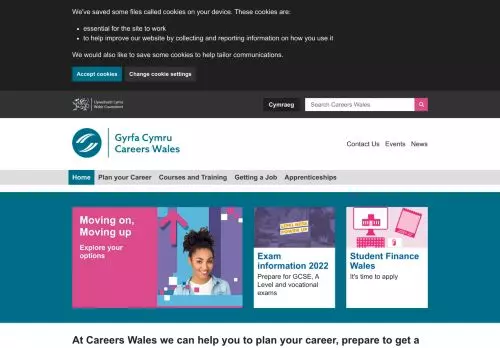 We've saved some files called cookies on your device. These cookies are:
essential for the site to work
to help improve our website by collecting and reporting information on how you use it
We would also like to save some cookies to help tailor communications.
Accept cookies
Change cookie settings
Llywodraeth Cymru
Welsh Government
Cymraeg
Search Careers Wales
Gyrfa Cymru
Careers Wales
Contact Us Events News
Home Plan your Career Courses and Training Getting a Job Apprenticeships
Moving on,
Moving up
Explore your
options
Exam
information 2022
Prepare for GCSE, A
Level and vocational
exams
Student Finance
Wales
It's time to apply
At Careers Wales we can help you to plan your career, prepare to get a